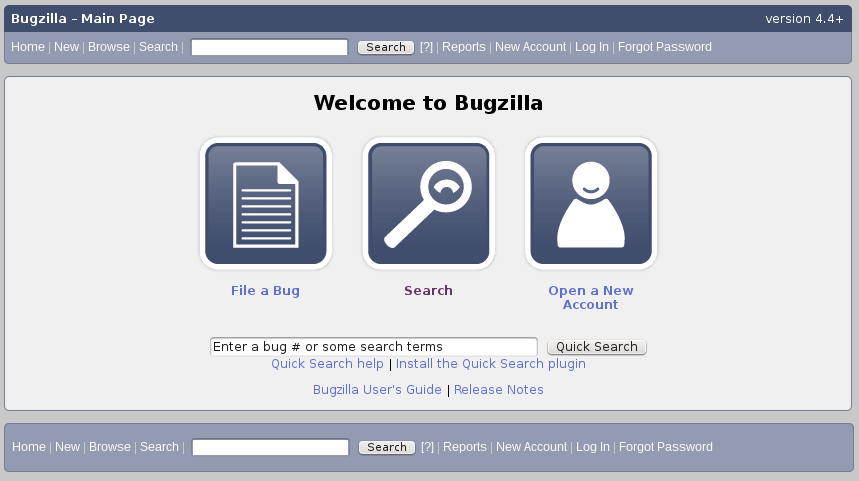 Bugzilla – Main Page version 4.4+
Home | New | Browse | Search | Search [?] | Reports | New Account | Log In | Forgot Password
Welcome to Bugzilla
File a Bug
Search
Open a New
Account
Enter a bug # or some search terms Quick Search
Quick Search help | Install the Quick Search plugin
Bugzilla User's Guide | Release Notes
Home | New | Browse | Search | Search [?] | Reports | New Account | Log In | Forgot Password